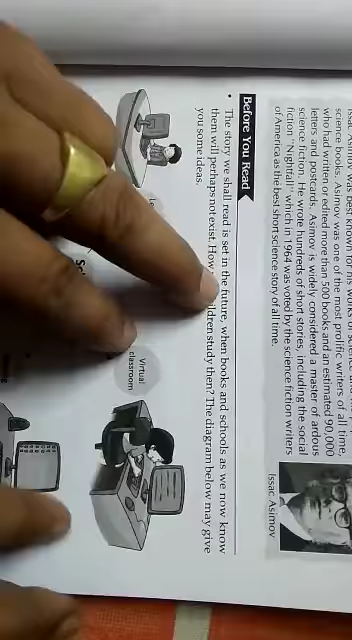 Isaac Asimov was best known for his works of science
science books. Asimov was one of the most prolific writers of all time,
who had written or edited more than 500 books and an estimated 90,000
letters and postcards. Asimov is widely considered a master of
science fiction. He wrote hundreds of short stories, including the social
fiction "Nightfall" which in 1964 was voted by the science fiction writers
of America as the best short science story of all time.
Issac Asimov
Before You Read
• The story we shall read is set in the future, when books and schools as we now know
them will perhaps not exist. How children study then? The diagram below may give
you some ideas.
Virtual
classroom